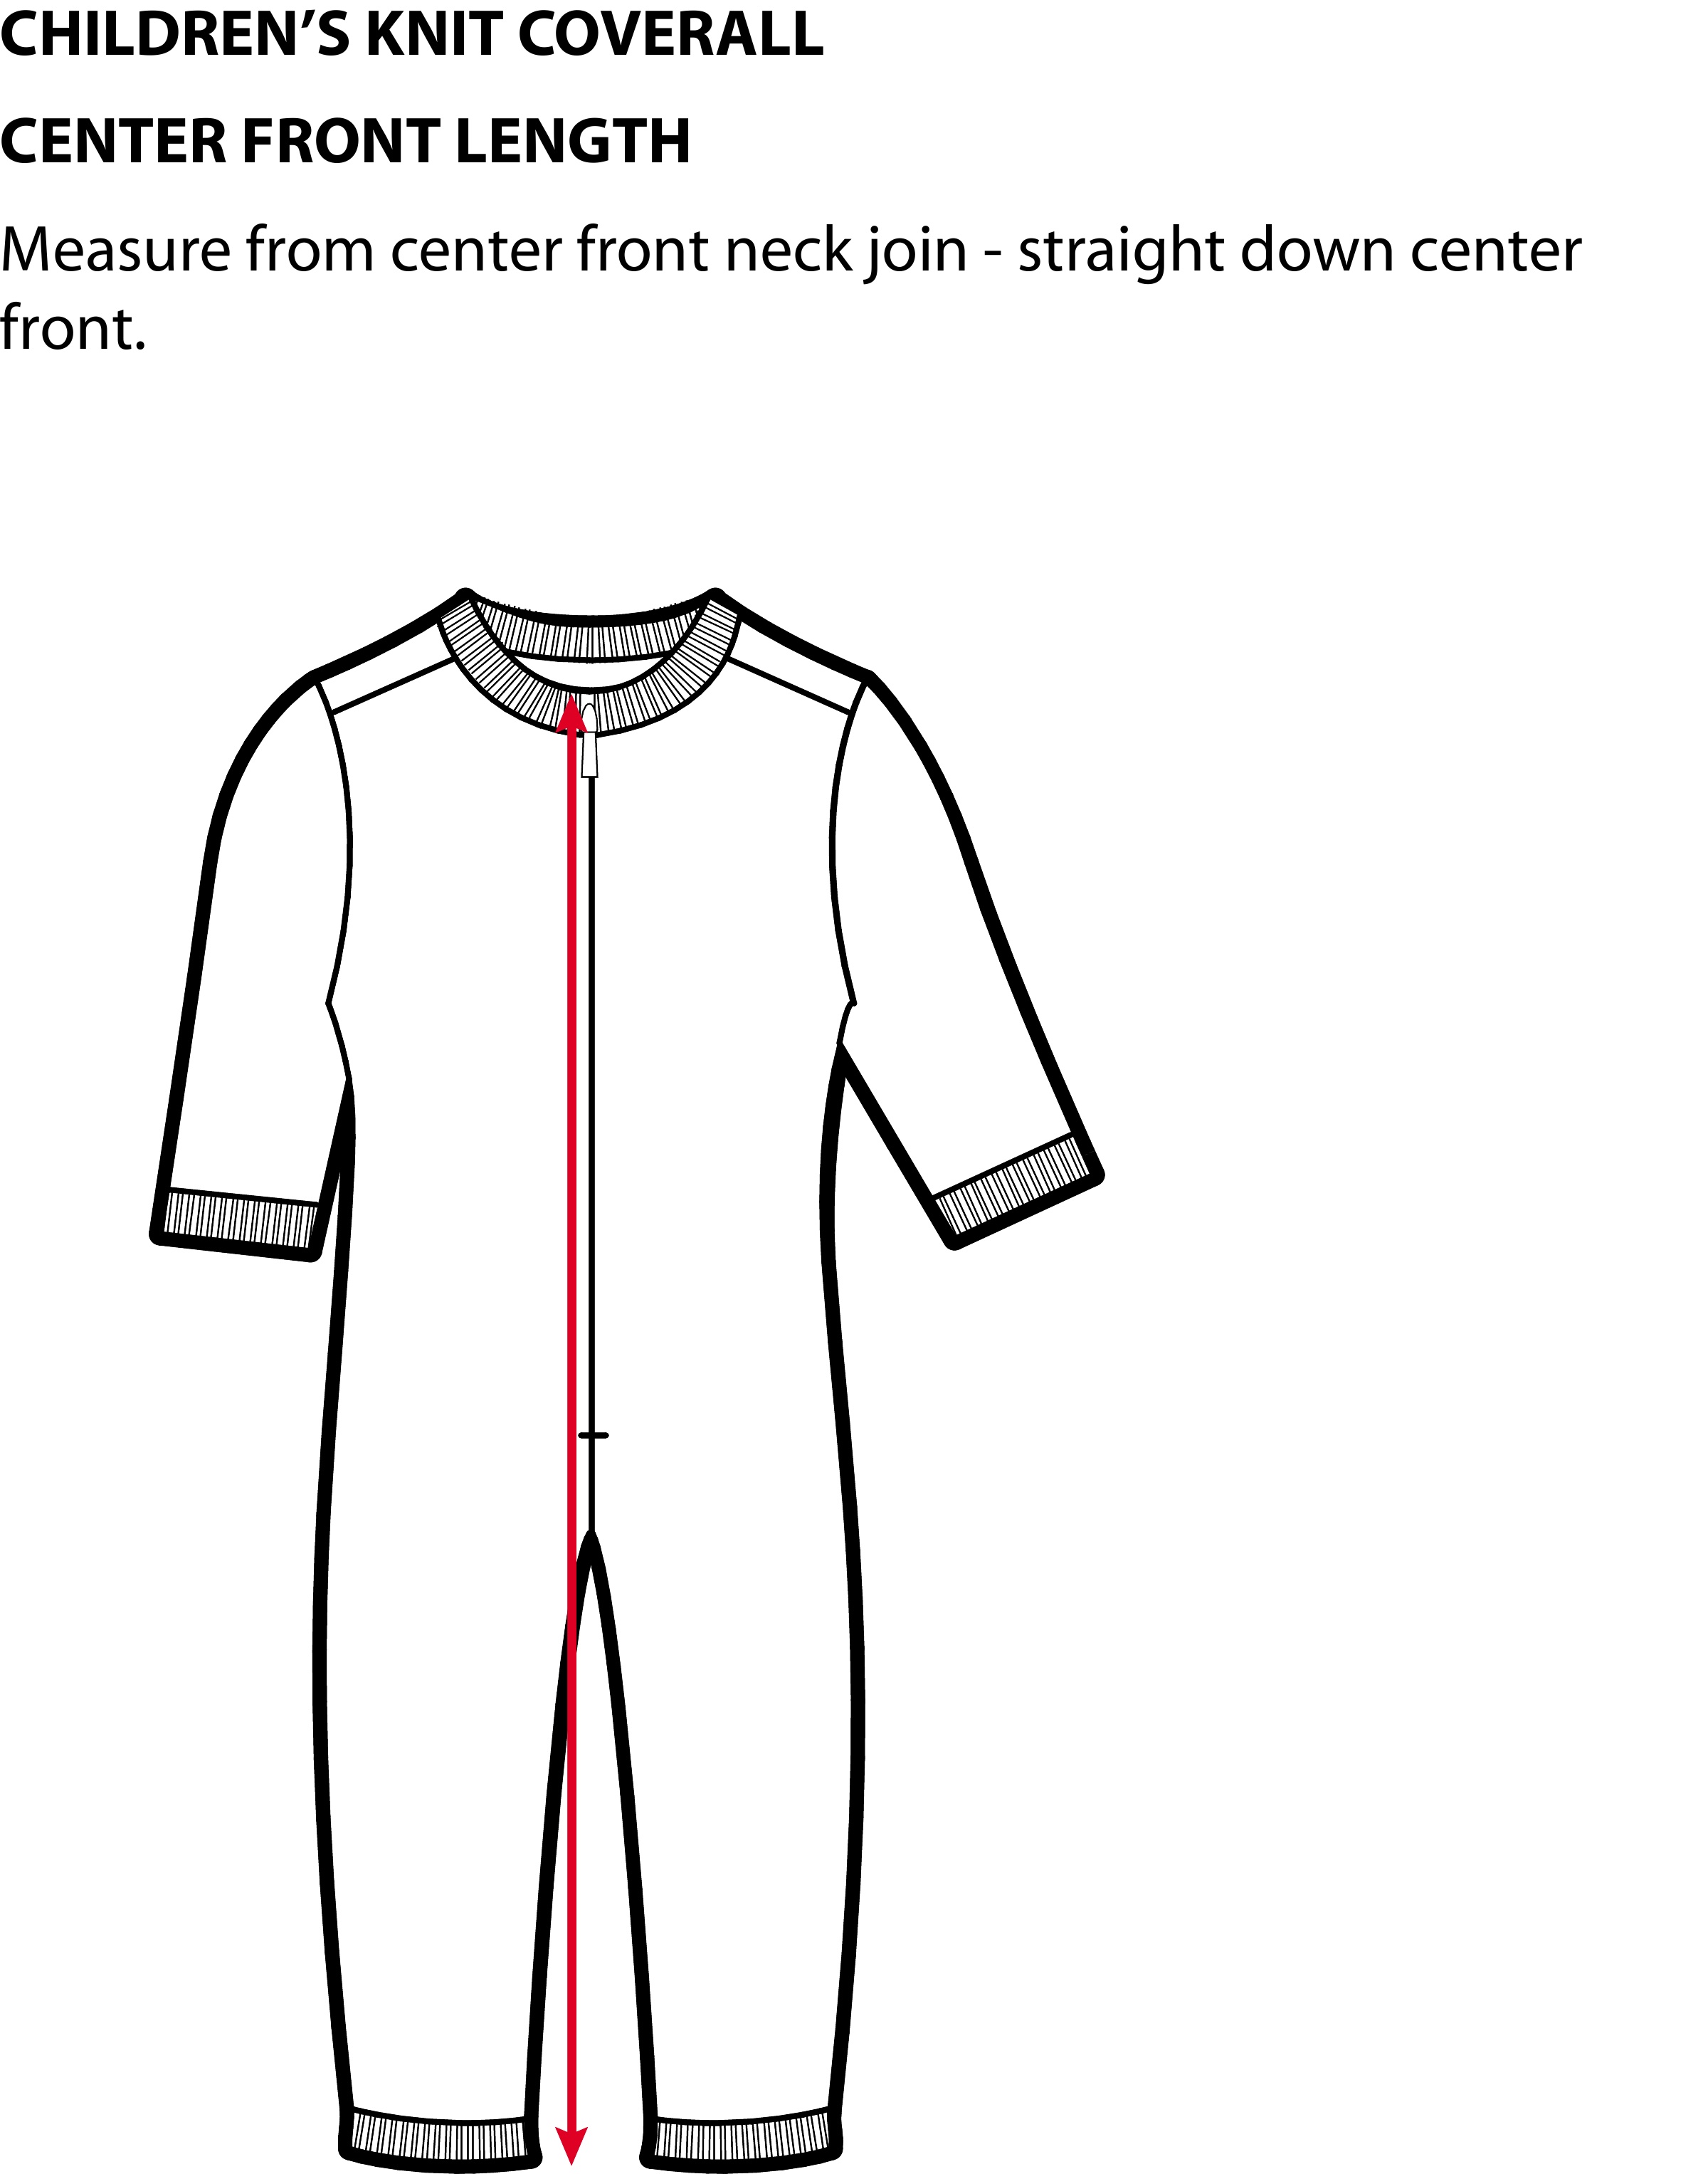 CHILDREN'S KNIT COVERALL
CENTER FRONT LENGTH
Measure from center front neck join - straight down center
front.